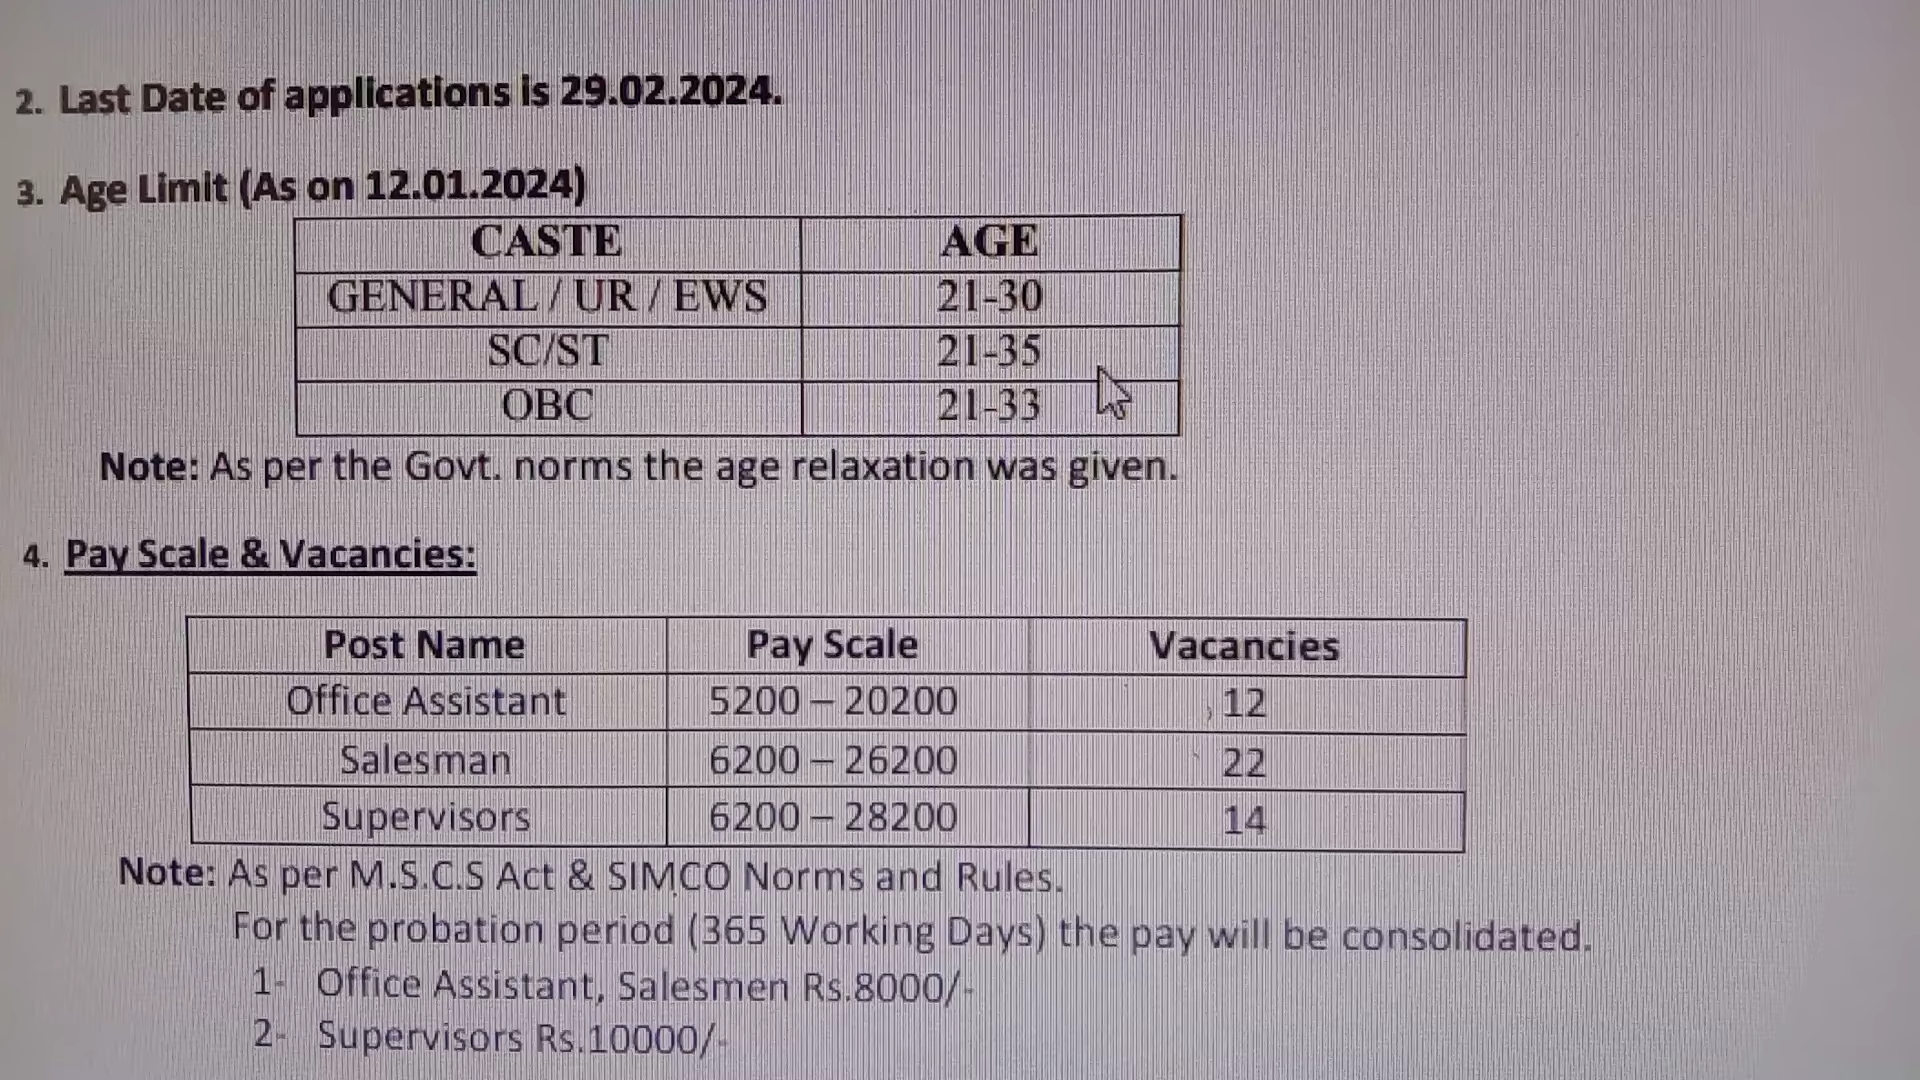 2. Last Date of applications is 29.02.2024.
3. Age Limit (As on 12.01.2024)
CASTE AGE
GENERAL / UR / EWS 21-30
SC/ST 21-35
OBC 21-33
Note: As per the Govt. norms the age relaxation was given.
4. Pay Scale & Vacancies:
Post Name Pay Scale Vacancies
Office Assistant 5200 – 20200 12
Salesman 6200 – 26200 22
Supervisors 6200 – 28200 14
Note: As per M.S.C.S Act & SIMCO Norms and Rules.
For the probation period (365 Working Days) the pay will be consolidated.
1- Office Assistant, Salesmen Rs.8000/-
2- Supervisors Rs.10000/-